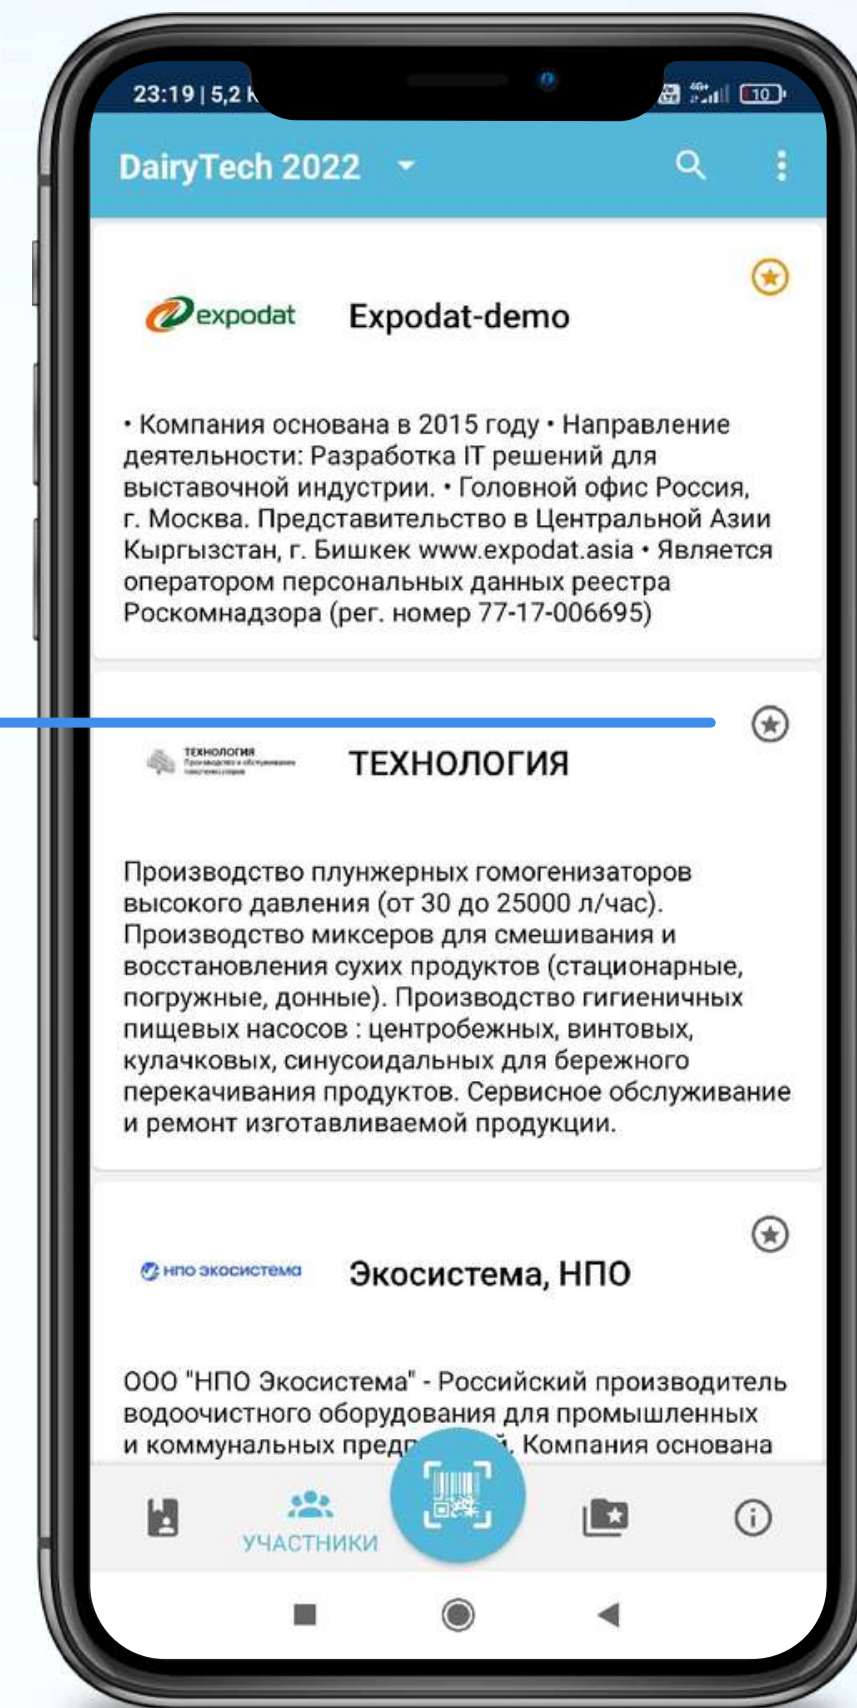 23:19 | 5,2
4G+
10
DairyTech 2022
expodat
Expodat-demo
• Компания основана в 2015 году • Направление
деятельности: Разработка IT решений для
выставочной индустрии. • Головной офис Россия,
г. Москва. Представительство в Центральной Азии
Кыргызстан, г. Бишкек www.expodat.asia • Является
оператором персональных данных реестра
Роскомнадзора (рег. номер 77-17-006695)
ТЕХНОЛОГИЯ
Производство и обслуживание
гомогенизаторов
ТЕХНОЛОГИЯ
Производство плунжерных гомогенизаторов
высокого давления (от 30 до 25000 л/час).
Производство миксеров для смешивания и
восстановления сухих продуктов (стационарные,
погружные, донные). Производство гигиеничных
пищевых насосов : центробежных, винтовых,
кулачковых, синусоидальных для бережного
перекачивания продуктов. Сервисное обслуживание
и ремонт изготавливаемой продукции.
НПО ЭКОСИСТЕМА
Экосистема, НПО
ООО "НПО Экосистема" - Российский производитель
водоочистного оборудования для промышленных
и коммунальных Компания основана
УЧАСТНИКИ